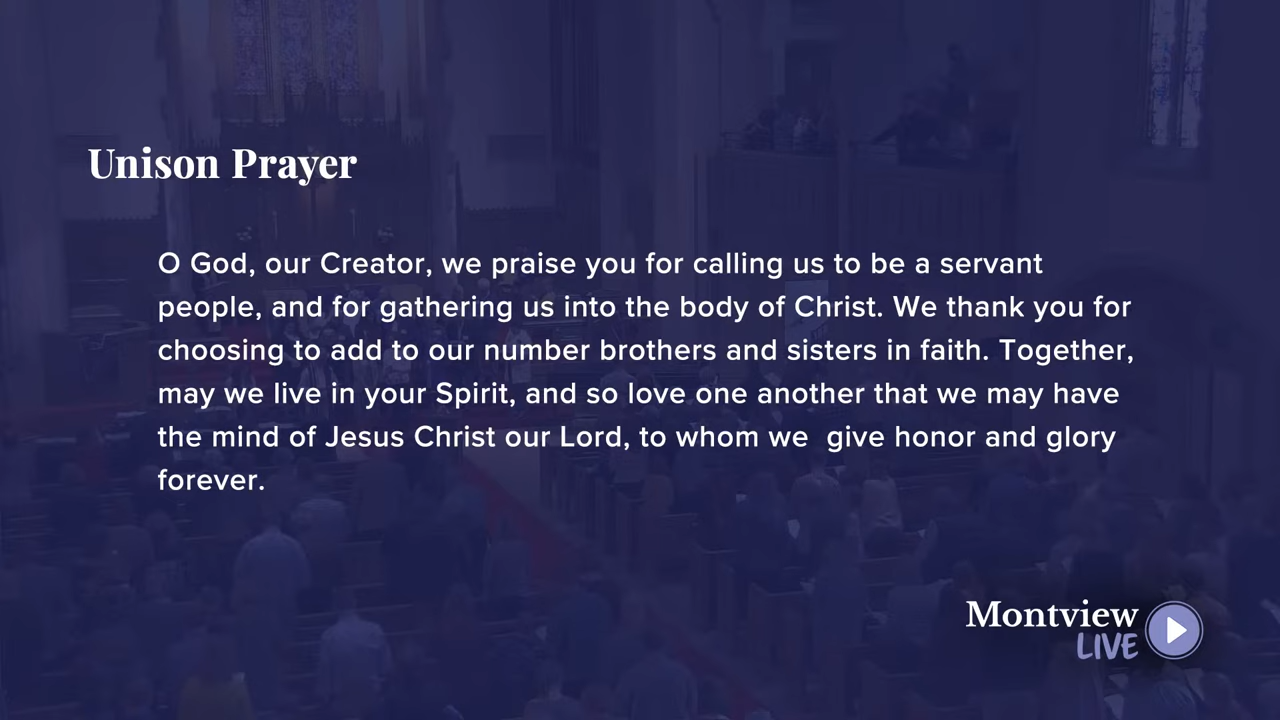 Unison Prayer
O God, our Creator, we praise you for calling us to be a servant
people, and for gathering us into the body of Christ. We thank you for
choosing to add to our number brothers and sisters in faith. Together,
may we live in your Spirit, and so love one another that we may have
the mind of Jesus Christ our Lord, to whom we  give honor and glory
forever.
Montview
LIVE